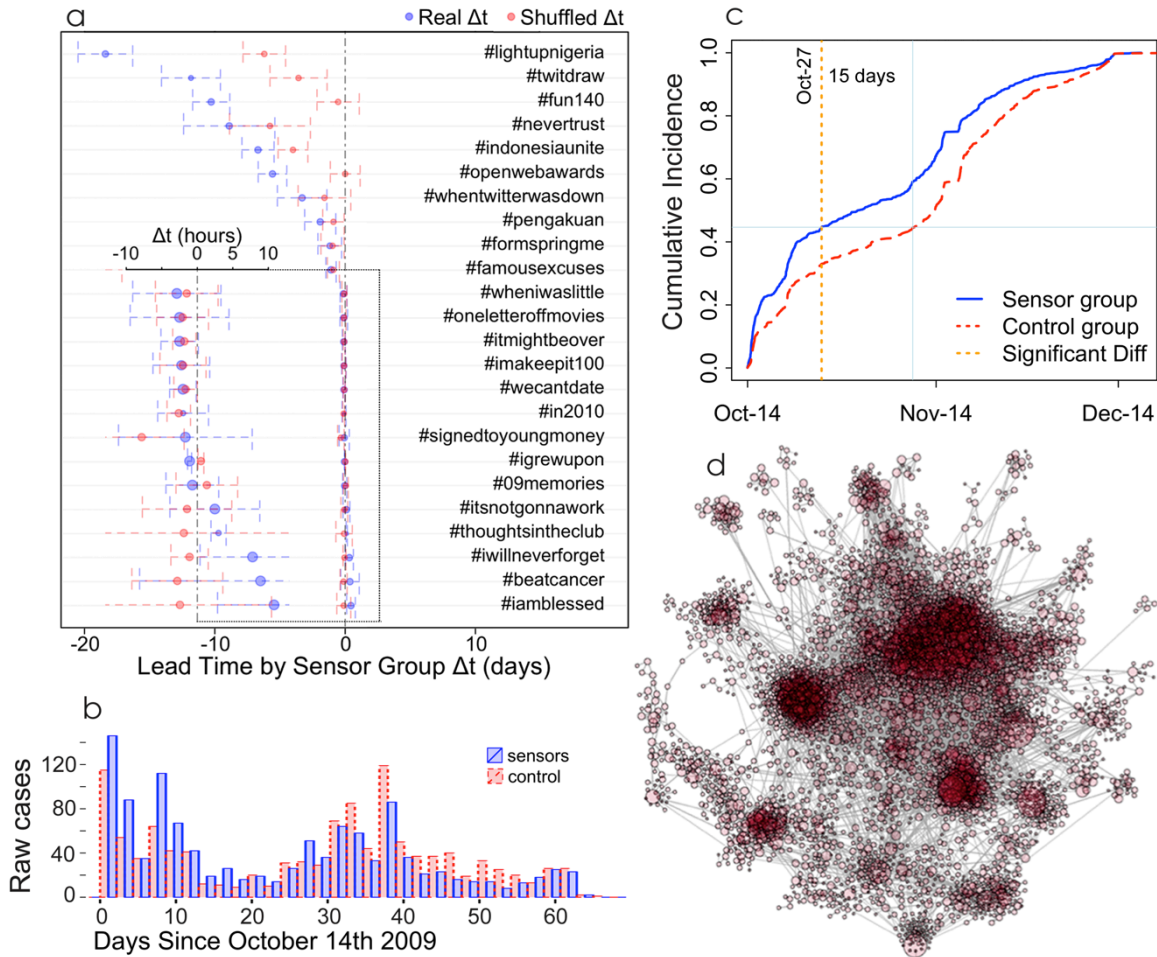 a
Real Δt Shuffled Δt
#lightupnigeria
#twitdraw
#fun140
#nevertrust
#indonesiaunite
#openwebawards
#whentwitterwasdown
#pengakuan
#formspringme
#famousexcuses
#wheniwaslittle
#oneletteroffmovies
#itmightbeover
#imakeepit100
#wecantdate
#in2010
#signedtoyoungmoney
#igrewupon
#09memories
#itsnotgonnawork
#thoughtsintheclub
#iwillneverforget
#beatcancer
#iamblessed
Δt (hours)
-10 0 5 10
-20 -10 0 10
Lead Time by Sensor Group Δt (days)
b
Raw cases
120
80
40
0
sensors
control
0 10 20 30 40 50 60
Days Since October 14th 2009
c
Cumulative Incidence
1.0
0.8
0.6
0.4
0.2
0.0
Oct-27
15 days
Sensor group
Control group
Significant Diff
Oct-14 Nov-14 Dec-14
d